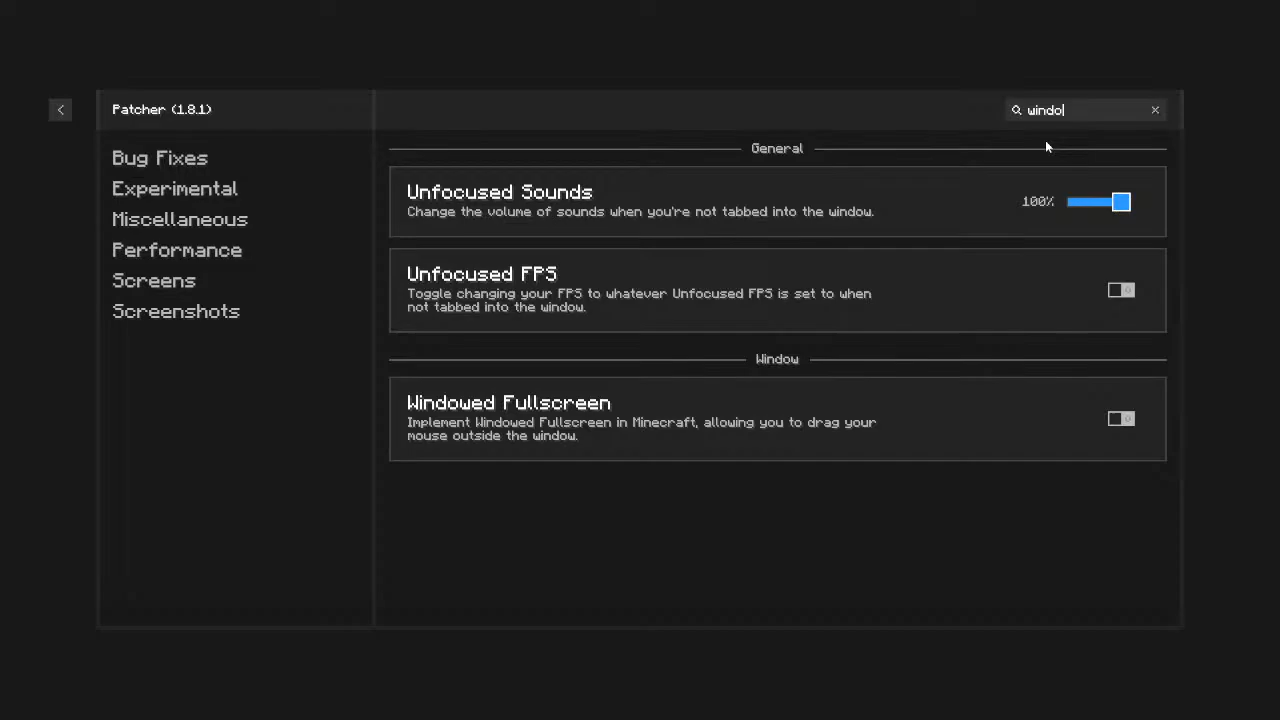 Patcher (1.8.1)
windo
Bug Fixes
Experimental
Miscellaneous
Performance
Screens
Screenshots
General
Unfocused Sounds
Change the volume of sounds when you're not tabbed into the window.
100%
Unfocused FPS
Toggle changing your FPS to whatever Unfocused FPS is set to when
not tabbed into the window.
Window
Windowed Fullscreen
Implement Windowed Fullscreen in Minecraft, allowing you to drag your
mouse outside the window.